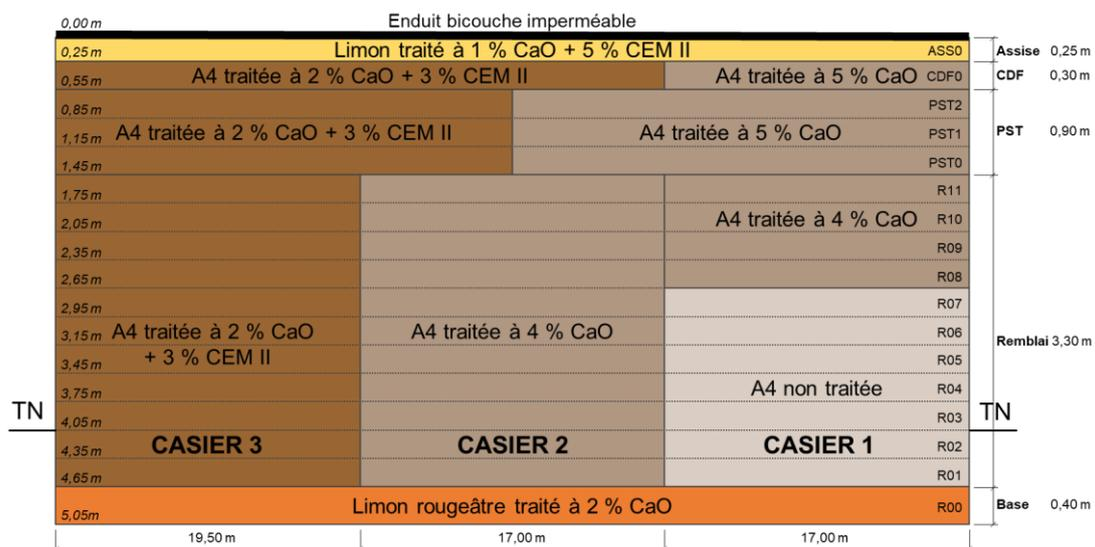 0,00 m Enduit bicouche imperméable
0,25 m Limon traité à 1 % CaO + 5 % CEM II ASS0 Assise 0,25 m
0,55 m A4 traitée à 2 % CaO + 3 % CEM II A4 traitée à 5 % CaO CDF0 CDF 0,30 m
0,85 m PST2
1,15 m A4 traitée à 2 % CaO + 3 % CEM II A4 traitée à 5 % CaO PST1 PST 0,90 m
1,45 m PST0
1,75 m R11
2,05 m A4 traitée à 4 % CaO R10
2,35 m R09
2,65 m R08
2,95 m R07
3,15 m A4 traitée à 2 % CaO A4 traitée à 4 % CaO R06 Remblai 3,30 m
3,45 m + 3 % CEM II R05
3,75 m A4 non traitée R04
TN 4,05 m R03 TN
4,35 m CASIER 3 CASIER 2 CASIER 1 R02
4,65 m R01
5,05m Limon rougeâtre traité à 2 % CaO R00 Base 0,40 m
19,50 m 17,00 m 17,00 m